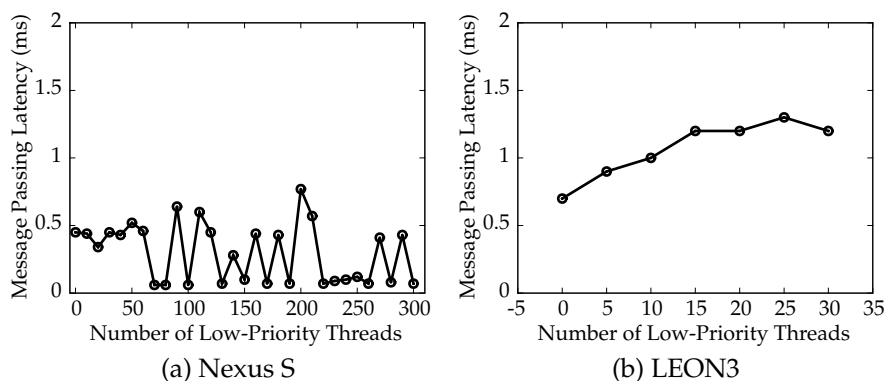 Message Passing Latency (ms)
2
1.5
1
0.5
0
0 50 100 150 200 250 300
Number of Low-Priority Threads
(a) Nexus S
Message Passing Latency (ms)
2
1.5
1
0.5
0
-5 0 5 10 15 20 25 30 35
Number of Low-Priority Threads
(b) LEON3